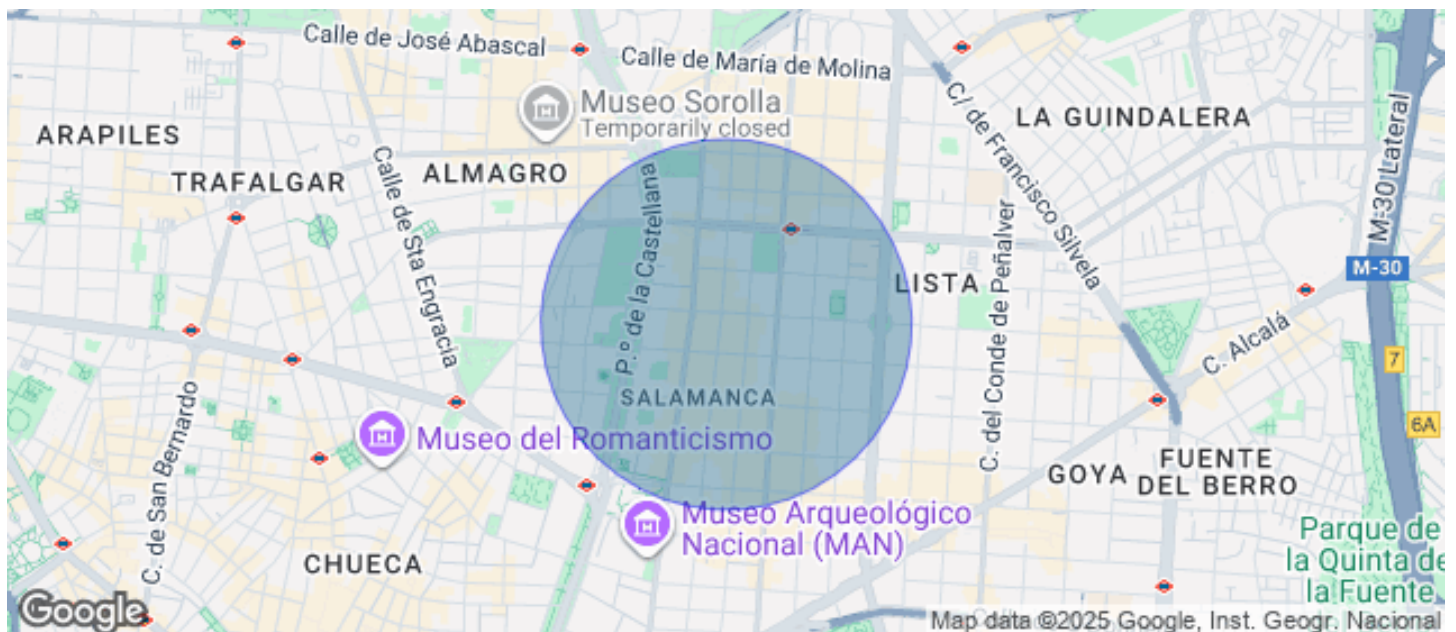 Calle de José Abascal
Calle de María de Molina
Museo Sorolla
Temporarily closed
ARAPILES
TRAFALGAR
ALMAGRO
LA GUINDALERA
C/ de Francisco Silvela
M-30 Lateral
Calle de Sta Engracia
P.º de la Castellana
LISTA
C. del Conde de Peñalver
M-30
C. Alcalá
7
6A
SALAMANCA
Museo del Romanticismo
C. de San Bernardo
GOYA
FUENTE
DEL BERRO
Museo Arqueológico
Nacional (MAN)
CHUECA
Parque de
la Quinta de
la Fuente
Google
Map data ©2025 Google, Inst. Geogr. Nacional